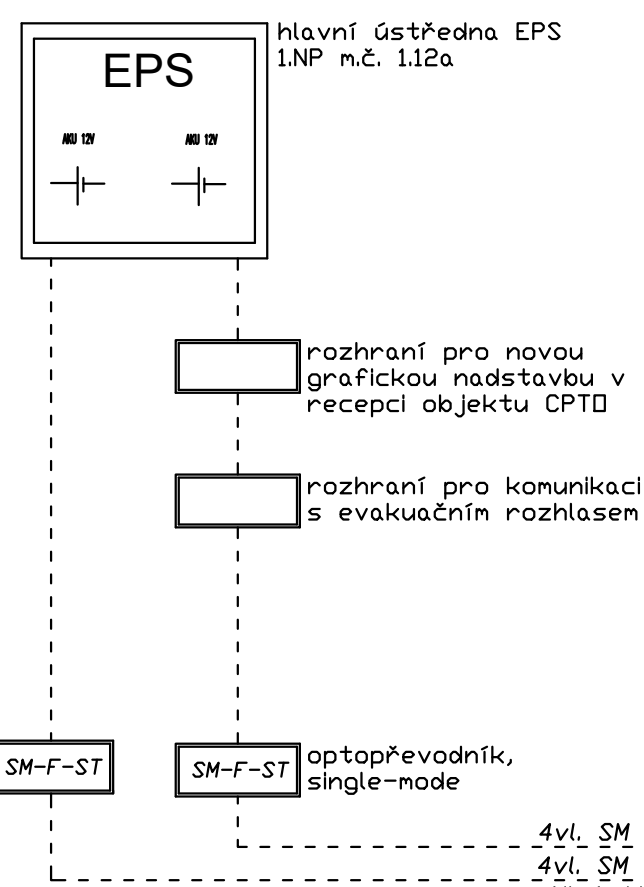 hlavní ústředna EPS
1.NP m.č. 1.12a
EPS
AKU 12V
AKU 12V
rozhraní pro novou
grafickou nadstavbu v
recepci objektu CPTO
rozhraní pro komunikaci
s evakuačním rozhlasem
SM-F-ST
SM-F-ST
optopřevodník,
single-mode
4vl. SM
4vl. SM